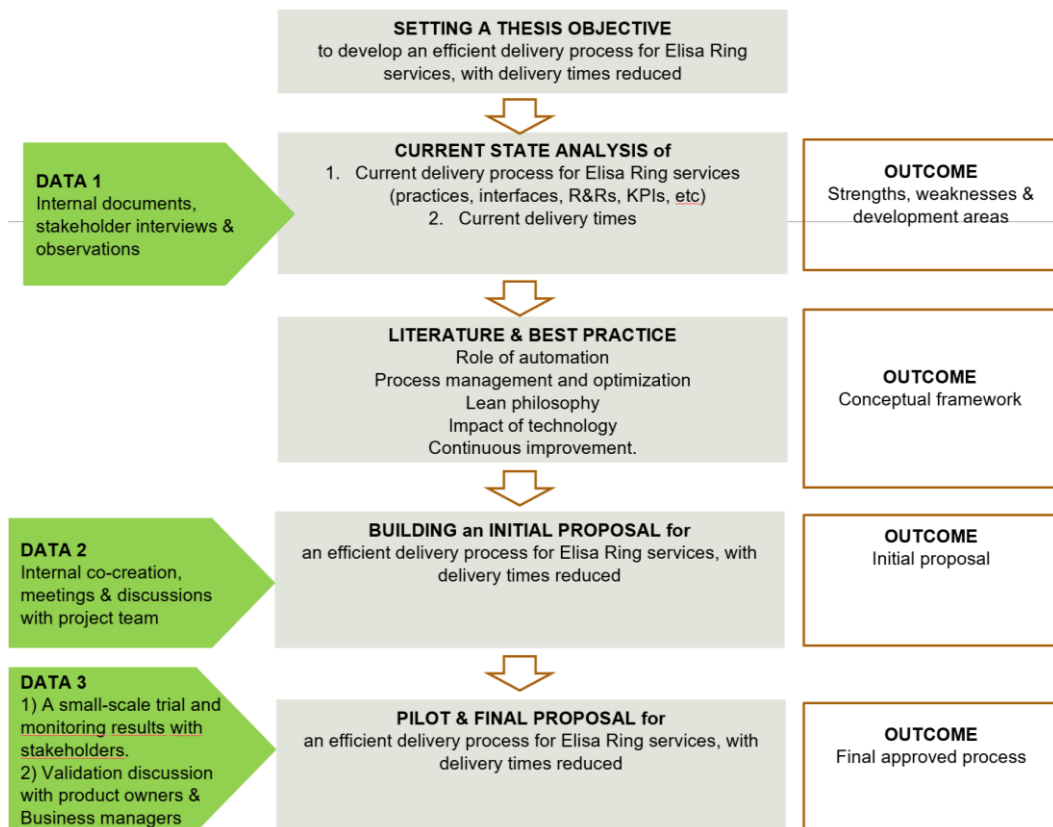 SETTING A THESIS OBJECTIVE
to develop an efficient delivery process for Elisa Ring
services, with delivery times reduced
DATA 1
Internal documents,
stakeholder interviews &
observations
CURRENT STATE ANALYSIS of
1. Current delivery process for Elisa Ring services
(practices, interfaces, R&Rs, KPIs, etc)
2. Current delivery times
OUTCOME
Strengths, weaknesses &
development areas
LITERATURE & BEST PRACTICE
Role of automation
Process management and optimization
Lean philosophy
Impact of technology
Continuous improvement.
OUTCOME
Conceptual framework
DATA 2
Internal co-creation,
meetings & discussions
with project team
BUILDING an INITIAL PROPOSAL for
an efficient delivery process for Elisa Ring services, with
delivery times reduced
OUTCOME
Initial proposal
DATA 3
1) A small-scale trial and
monitoring results with
stakeholders.
2) Validation discussion
with product owners &
Business managers
PILOT & FINAL PROPOSAL for
an efficient delivery process for Elisa Ring services, with
delivery times reduced
OUTCOME
Final approved process